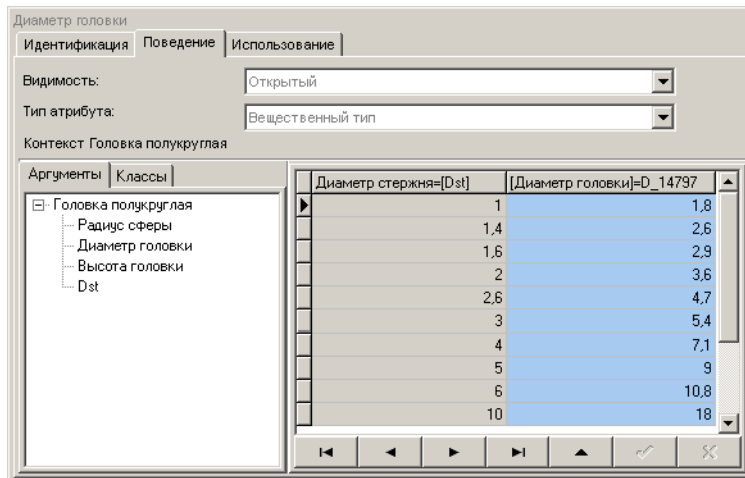 Диаметр головки
Идентификация Поведение Использование
Видимость: Открытый
Тип атрибута: Вещественный тип
Контекст Головка полукруглая
Аргументы Классы
Головка полукруглая
Радиус сферы
Диаметр головки
Высота головки
Dst
Диаметр стержня=[Dst] [Диаметр головки]=D_14797
1 1,8
1,4 2,6
1,6 2,9
2 3,6
2,6 4,7
3 5,4
4 7,1
5 9
6 10,8
10 18